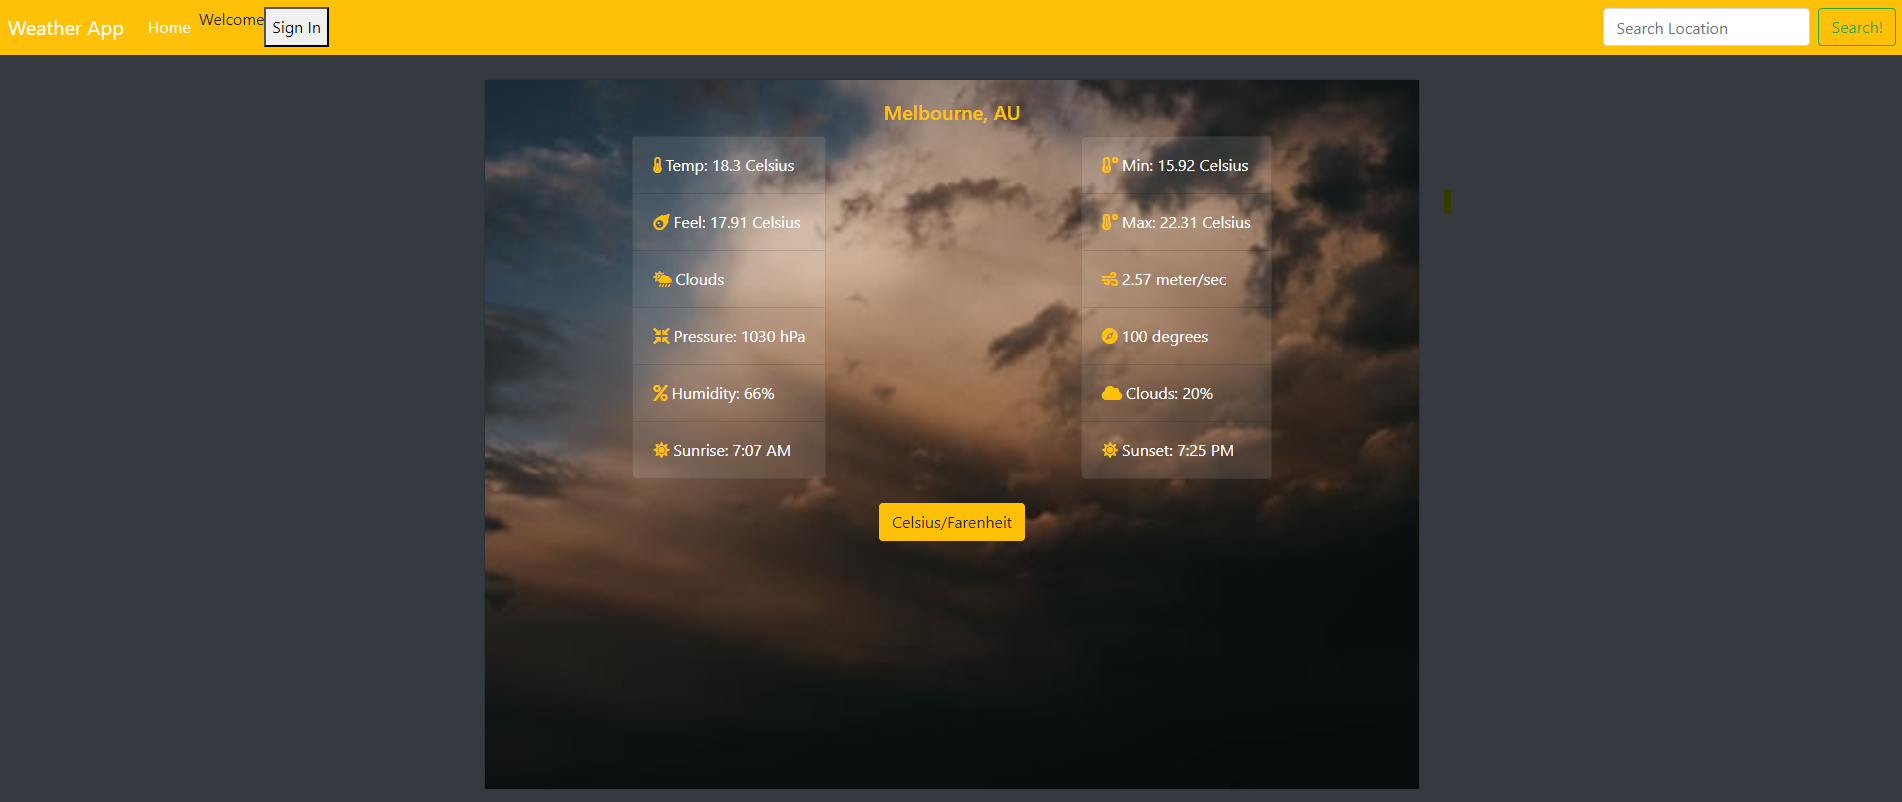 Weather App Home Welcome Sign In Search Location Search!
Melbourne, AU
Temp: 18.3 Celsius
Feel: 17.91 Celsius
Clouds
Pressure: 1030 hPa
Humidity: 66%
Sunrise: 7:07 AM
Min: 15.92 Celsius
Max: 22.31 Celsius
2.57 meter/sec
100 degrees
Clouds: 20%
Sunset: 7:25 PM
Celsius/Farenheit